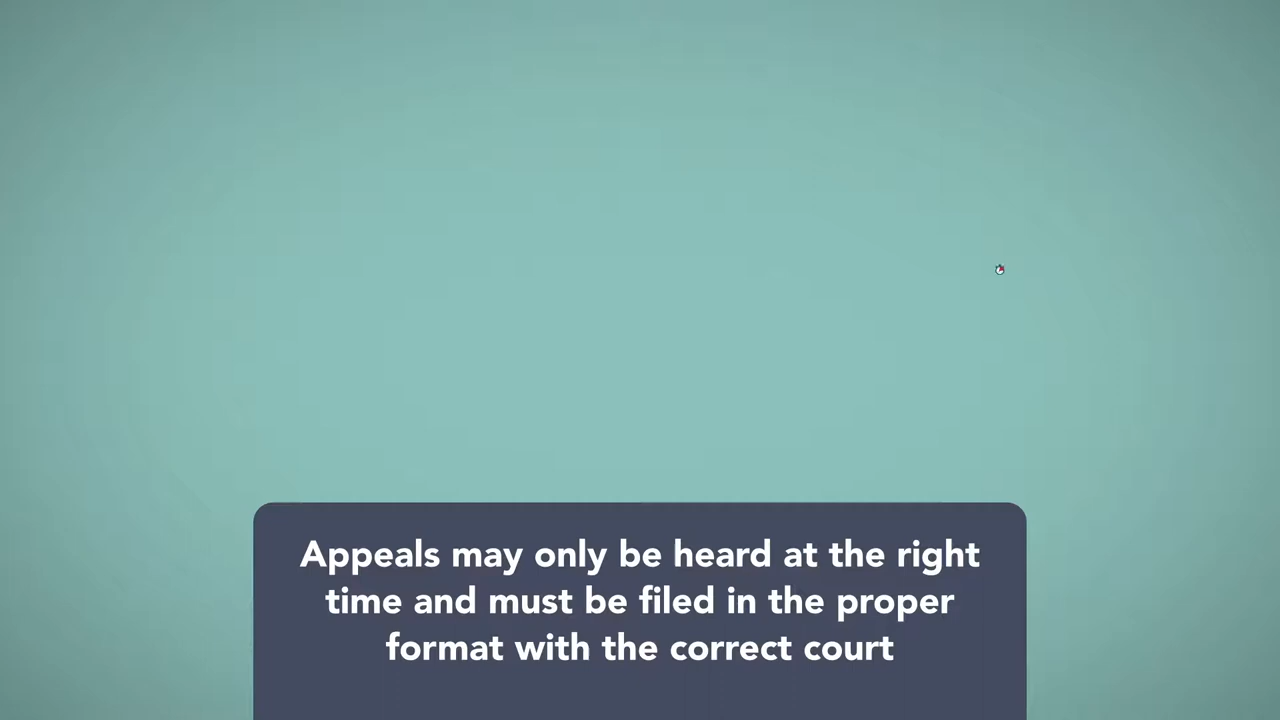 Appeals may only be heard at the right
time and must be filed in the proper
format with the correct court